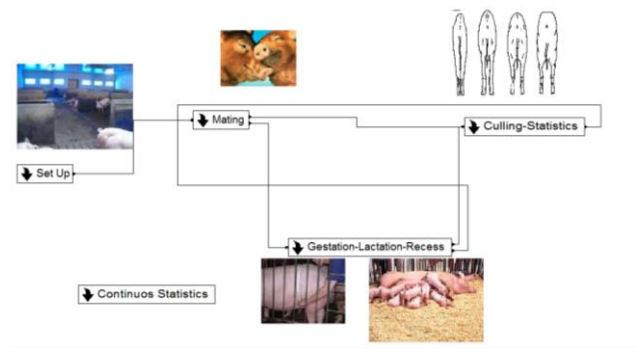 Mating
Culling-Statistics
Set Up
Gestation-Lactation-Recess
Continuos Statistics